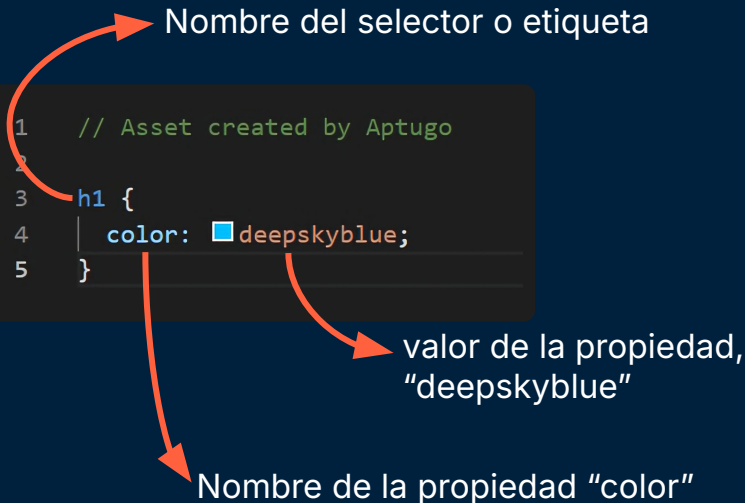 Nombre del selector o etiqueta
1 // Asset created by Aptugo
2
3 h1 {
4 color: deepskyblue;
5 }
valor de la propiedad,
“deepskyblue”
Nombre de la propiedad “color”